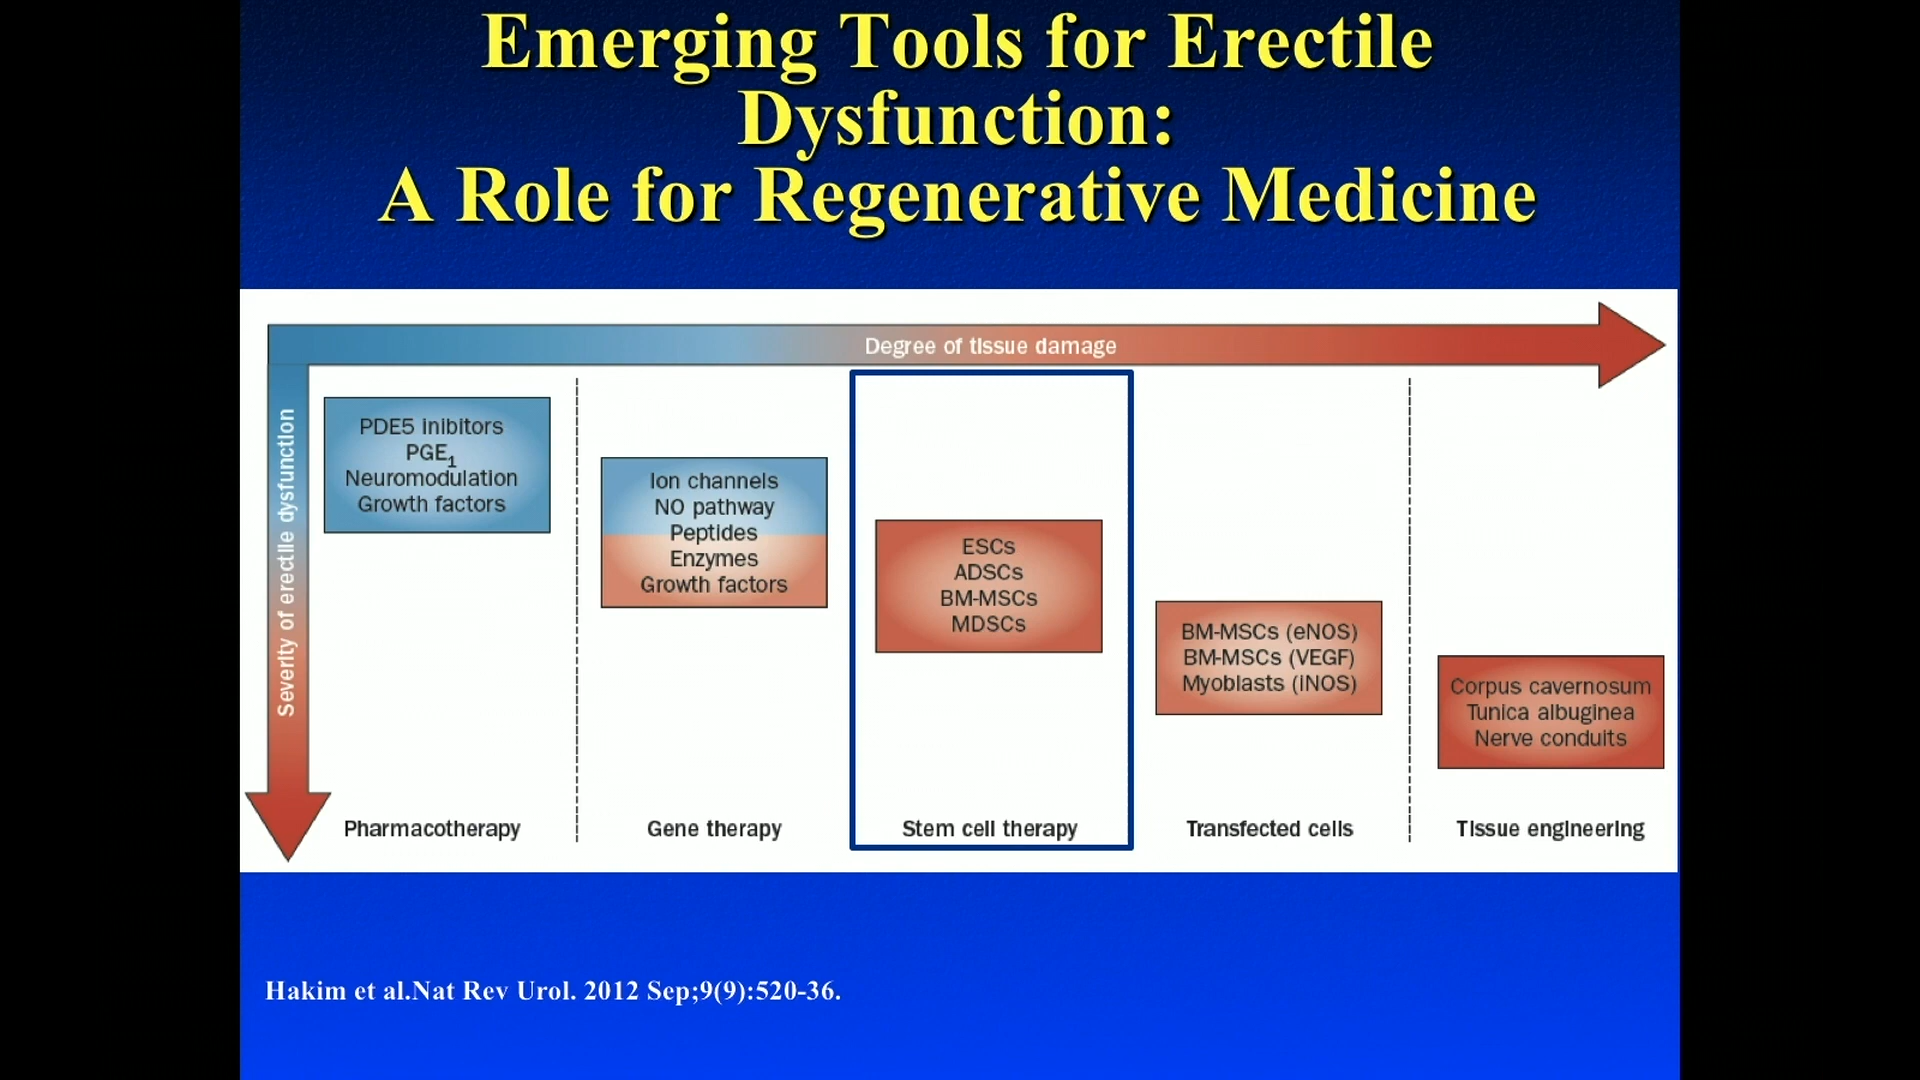 Emerging Tools for Erectile
Dysfunction:
A Role for Regenerative Medicine
Degree of tissue damage
Severity of erectile dysfunction
PDE5 inibitors
PGE1
Neuromodulation
Growth factors
Ion channels
NO pathway
Peptides
Enzymes
Growth factors
ESCs
ADSCs
BM-MSCs
MDSCs
BM-MSCs (eNOS)
BM-MSCs (VEGF)
Myoblasts (iNOS)
Corpus cavernosum
Tunica albuginea
Nerve conduits
Pharmacotherapy
Gene therapy
Stem cell therapy
Transfected cells
Tissue engineering
Hakim et al.Nat Rev Urol. 2012 Sep;9(9):520-36.